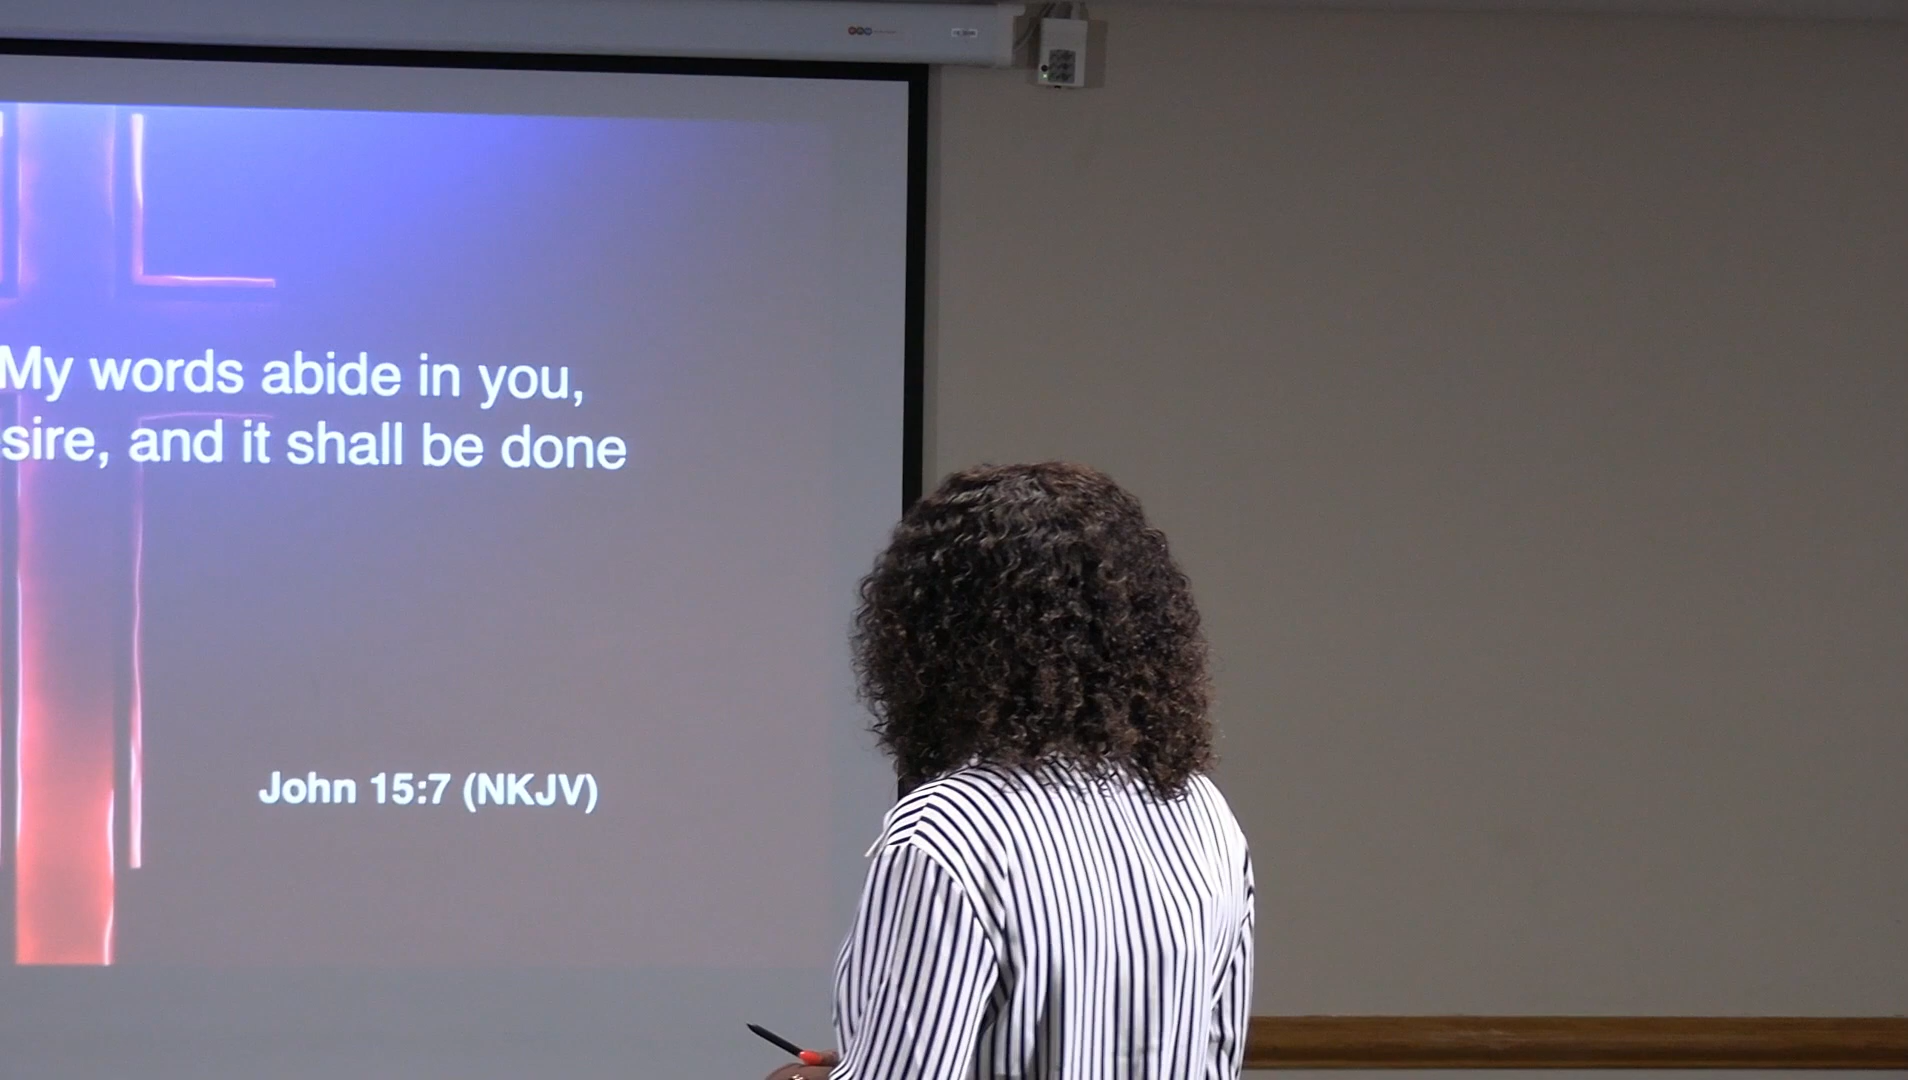 My words abide in you,
sire, and it shall be done
John 15:7 (NKJV)